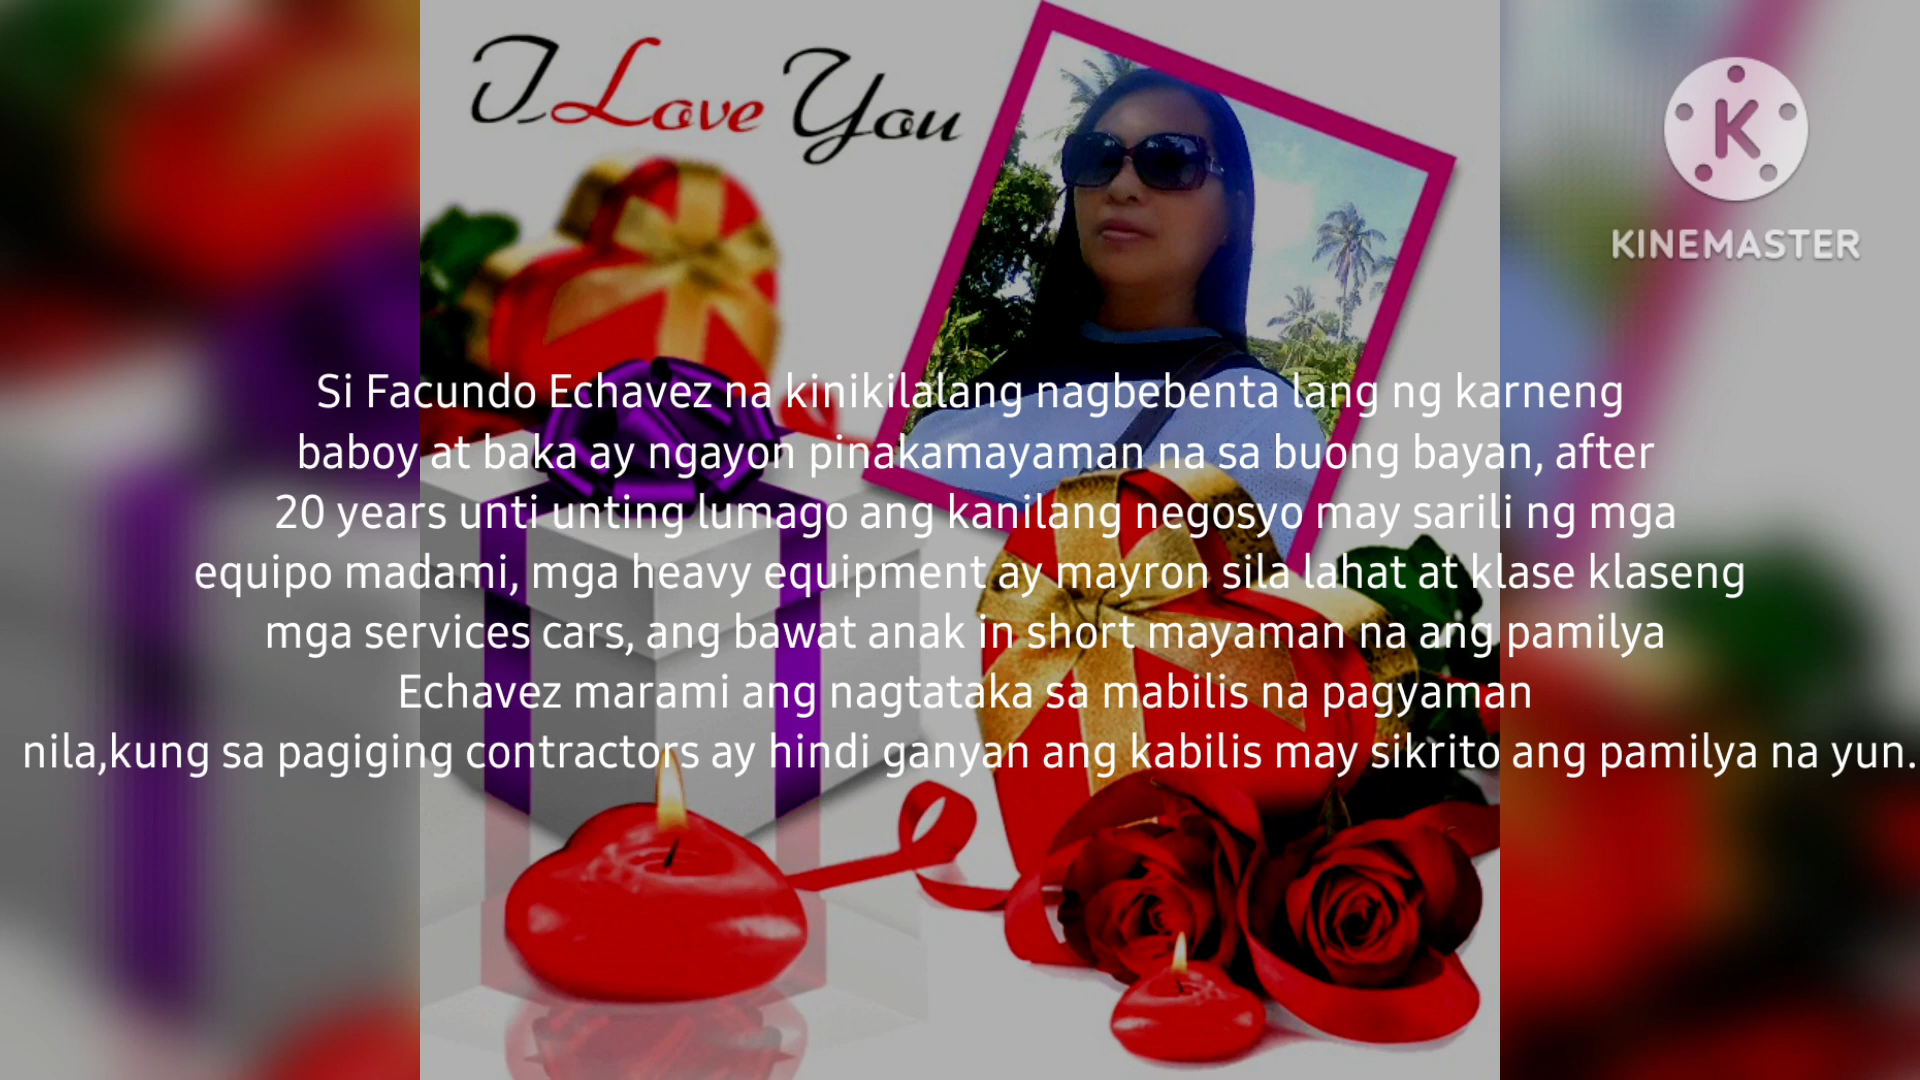 I Love You
KINEMASTER
Si Facundo Echavez na kinikilalang nagbebenta lang ng karneng
baboy at baka ay ngayon pinakamayaman na sa buong bayan, after
20 years unti unting lumago ang kanilang negosyo may sarili ng mga
equipo madami, mga heavy equipment ay mayron sila lahat at klase klaseng
mga services cars, ang bawat anak in short mayaman na ang pamilya
Echavez marami ang nagtataka sa mabilis na pagyaman
nila,kung sa pagiging contractors ay hindi ganyan ang kabilis may sikrito ang pamilya na yun.